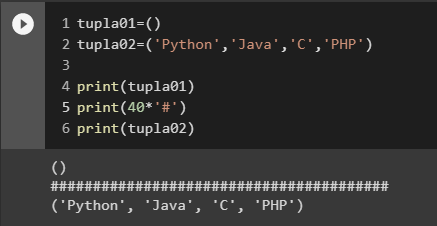 1 tupla01=()
2 tupla02=('Python','Java','C','PHP')
3
4 print(tupla01)
5 print(40*'#')
6 print(tupla02)
()
########################################
('Python', 'Java', 'C', 'PHP')